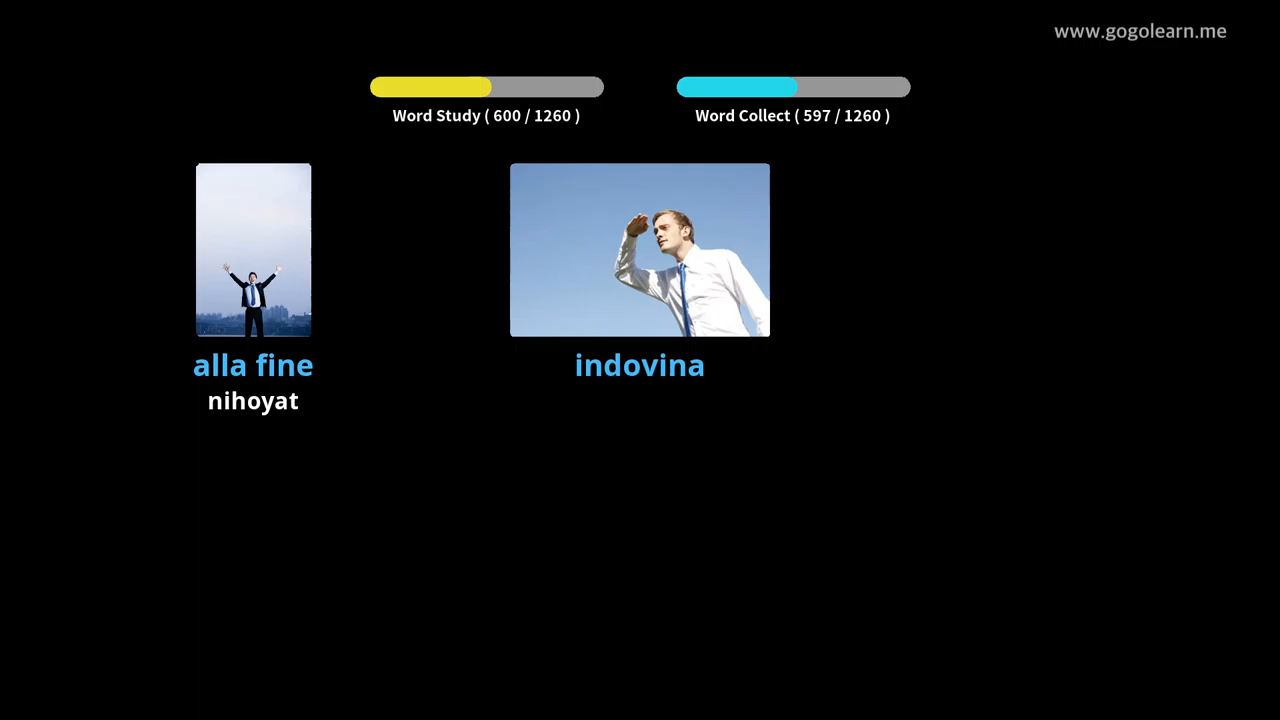 www.gogolearn.me
Word Study ( 600 / 1260 )
Word Collect ( 597 / 1260 )
alla fine
nihoyat
indovina